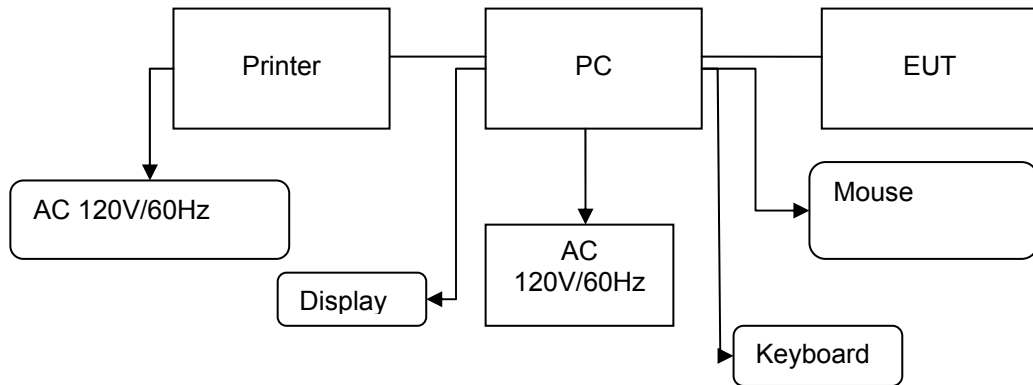 Printer
PC
EUT
AC 120V/60Hz
Mouse
AC
120V/60Hz
Display
Keyboard